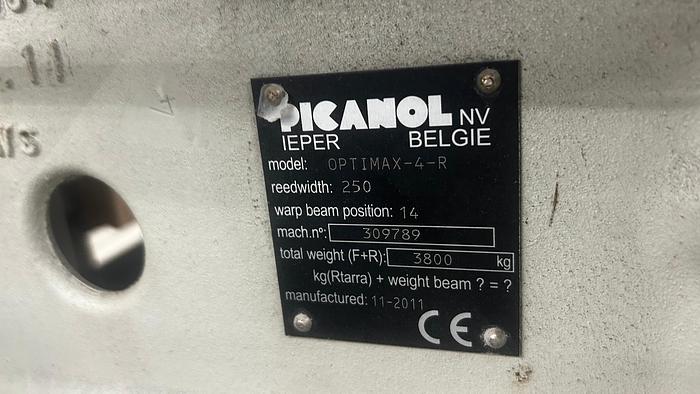 PICANOL NV
IEPER BELGIE
model: OPTIMAX-4-R
reedwidth: 250
warp beam position: 14
mach.n°: 309789
total weight (F+R): 3800 kg
kg(Rtarra) + weight beam ? = ?
manufactured: 11-2011
CE